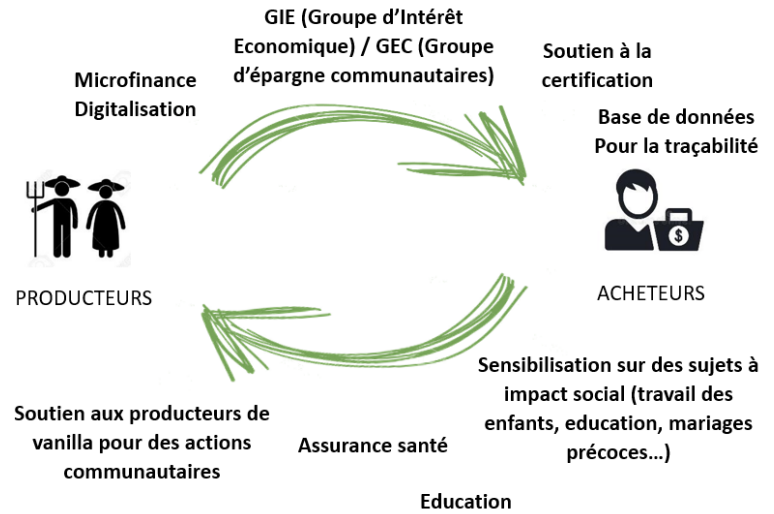 GIE (Groupe d'Intérêt
Economique) / GEC (Groupe
d'épargne communautaires)
Microfinance
Digitalisation
Soutien à la
certification
Base de données
Pour la traçabilité
PRODUCTEURS
$
ACHETEURS
Sensibilisation sur des sujets à
impact social (travail des
enfants, education, mariages
précoces...)
Soutien aux producteurs de
vanilla pour des actions
communautaires
Assurance santé
Education